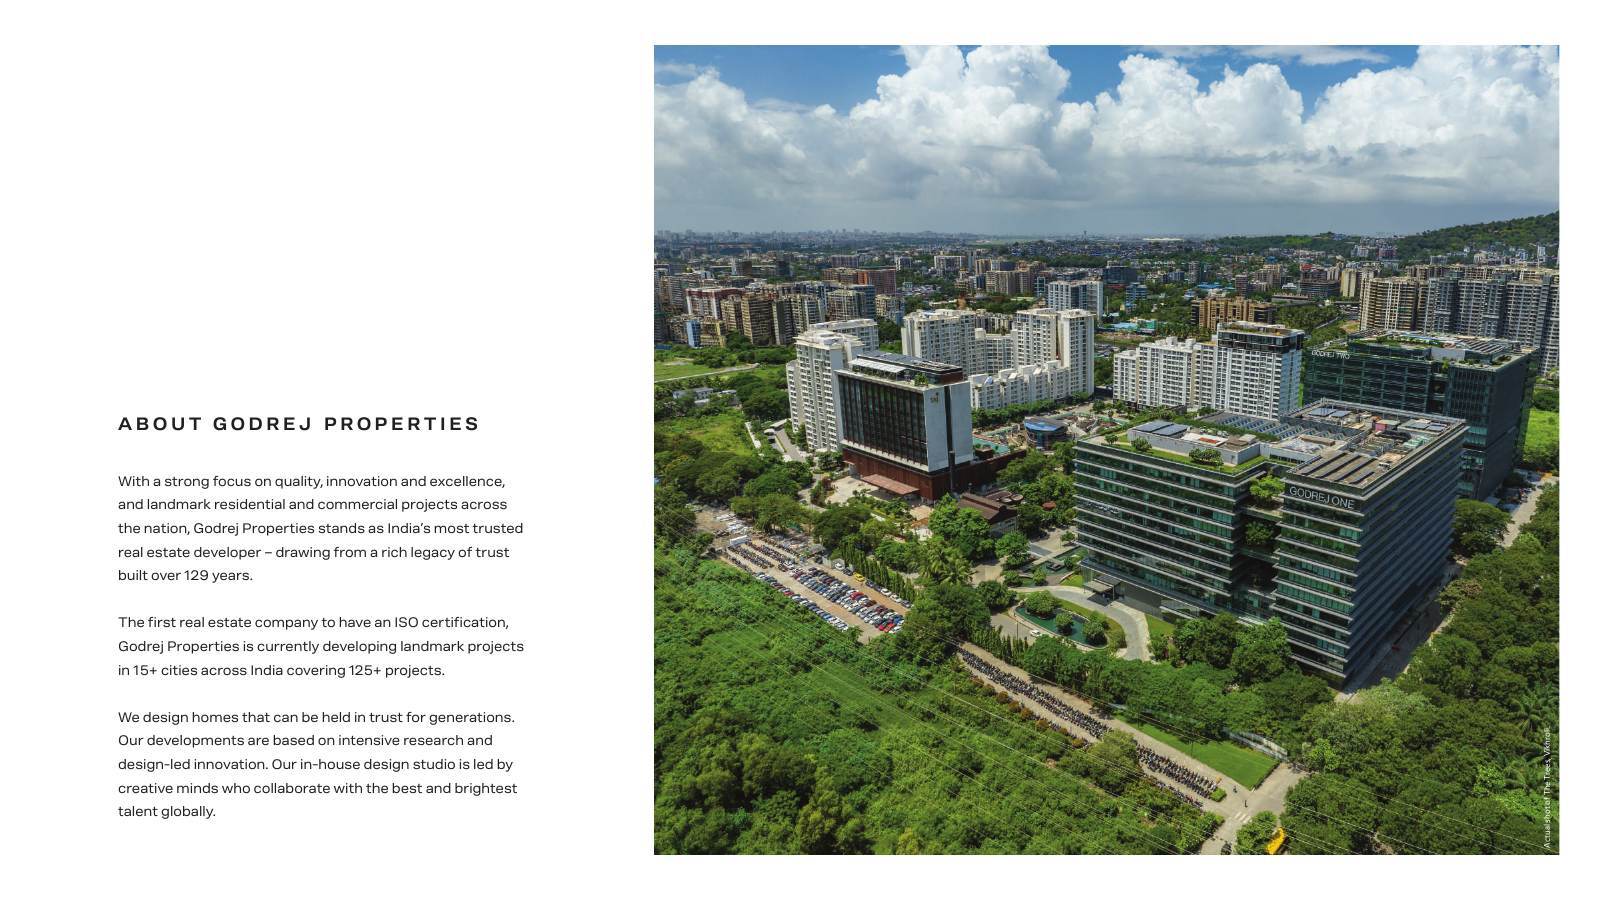 ABOUT GODREJ PROPERTIES
With a strong focus on quality, innovation and excellence,
and landmark residential and commercial projects across
the nation, Godrej Properties stands as India’s most trusted
real estate developer – drawing from a rich legacy of trust
built over 129 years.
The first real estate company to have an ISO certification,
Godrej Properties is currently developing landmark projects
in 15+ cities across India covering 125+ projects.
We design homes that can be held in trust for generations.
Our developments are based on intensive research and
design-led innovation. Our in-house design studio is led by
creative minds who collaborate with the best and brightest
talent globally.
GODREJ TWO
GODREJ ONE
Actual shot of The Trees, Vikhroli